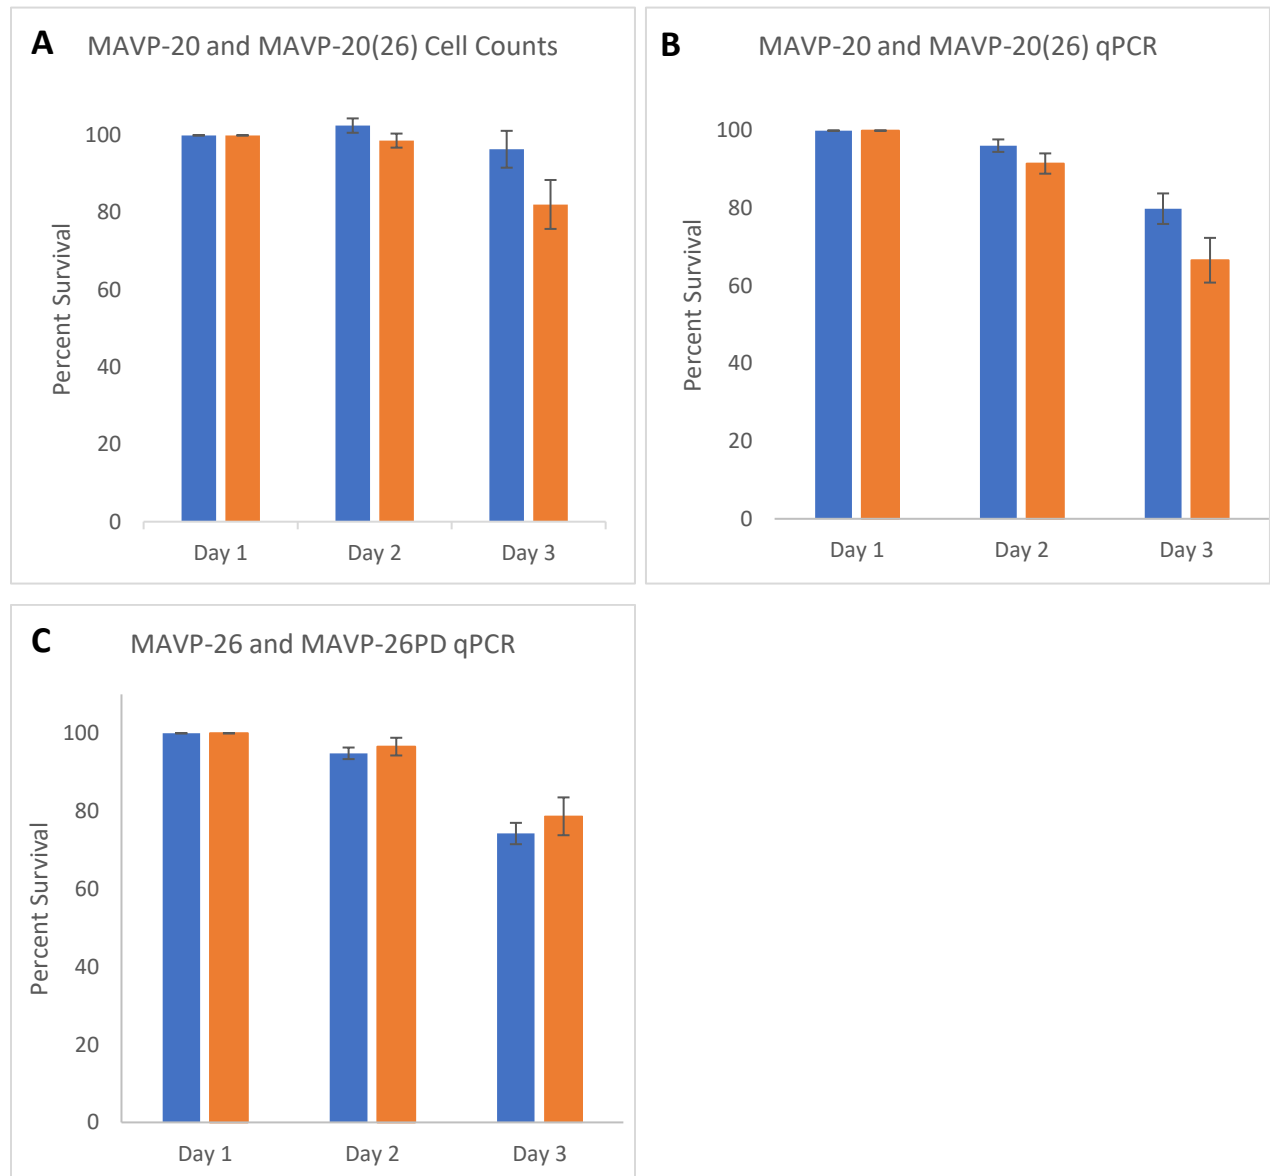 A
MAVP-20 and MAVP-20(26) Cell Counts
Percent Survival
100
80
60
40
20
0
Day 1
Day 2
Day 3
B
MAVP-20 and MAVP-20(26) qPCR
Percent Survival
100
80
60
40
20
0
Day 1
Day 2
Day 3
C
MAVP-26 and MAVP-26PD qPCR
Percent Survival
100
80
60
40
20
0
Day 1
Day 2
Day 3